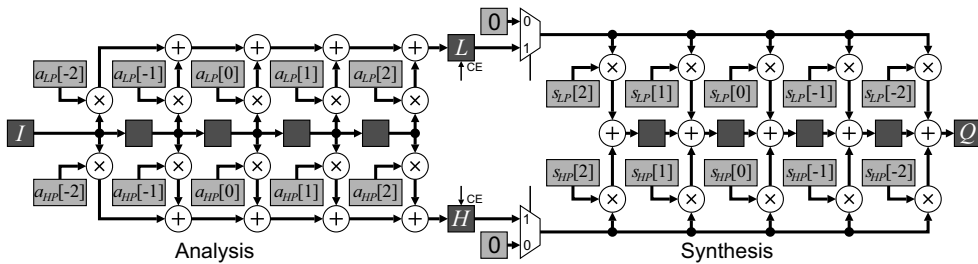 0
0
1
L
CE
a_LP[-2] a_LP[-1] a_LP[0] a_LP[1] a_LP[2]
s_LP[2] s_LP[1] s_LP[0] s_LP[-1] s_LP[-2]
I
Q
a_HP[-2] a_HP[-1] a_HP[0] a_HP[1] a_HP[2]
s_HP[2] s_HP[1] s_HP[0] s_HP[-1] s_HP[-2]
CE
H
1
0
0
Analysis
Synthesis